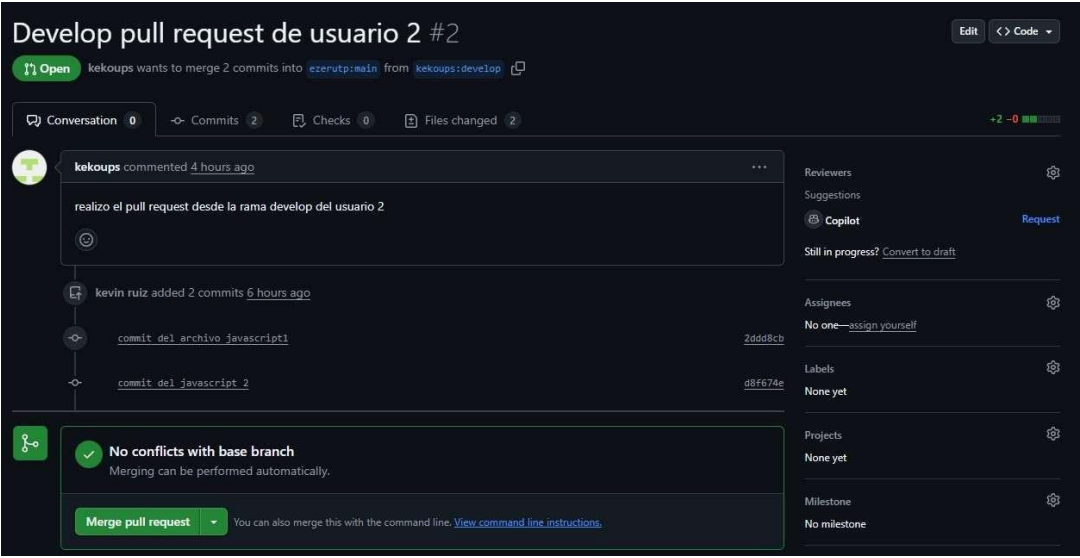 Develop pull request de usuario 2 #2
Edit
<> Code
Open
kekoups wants to merge 2 commits into ezerutp:main from kekoups:develop
Conversation 0
Commits 2
Checks 0
Files changed 2
+2 −0
kekoups commented 4 hours ago
...
realizo el pull request desde la rama develop del usuario 2
kevin ruiz added 2 commits 6 hours ago
commit del archivo javascript1
2ddd8cb
commit del javascript 2
d8f674e
No conflicts with base branch
Merging can be performed automatically.
Merge pull request
You can also merge this with the command line. View command line instructions.
Reviewers
Suggestions
Copilot
Request
Still in progress? Convert to draft
Assignees
No one—assign yourself
Labels
None yet
Projects
None yet
Milestone
No milestone